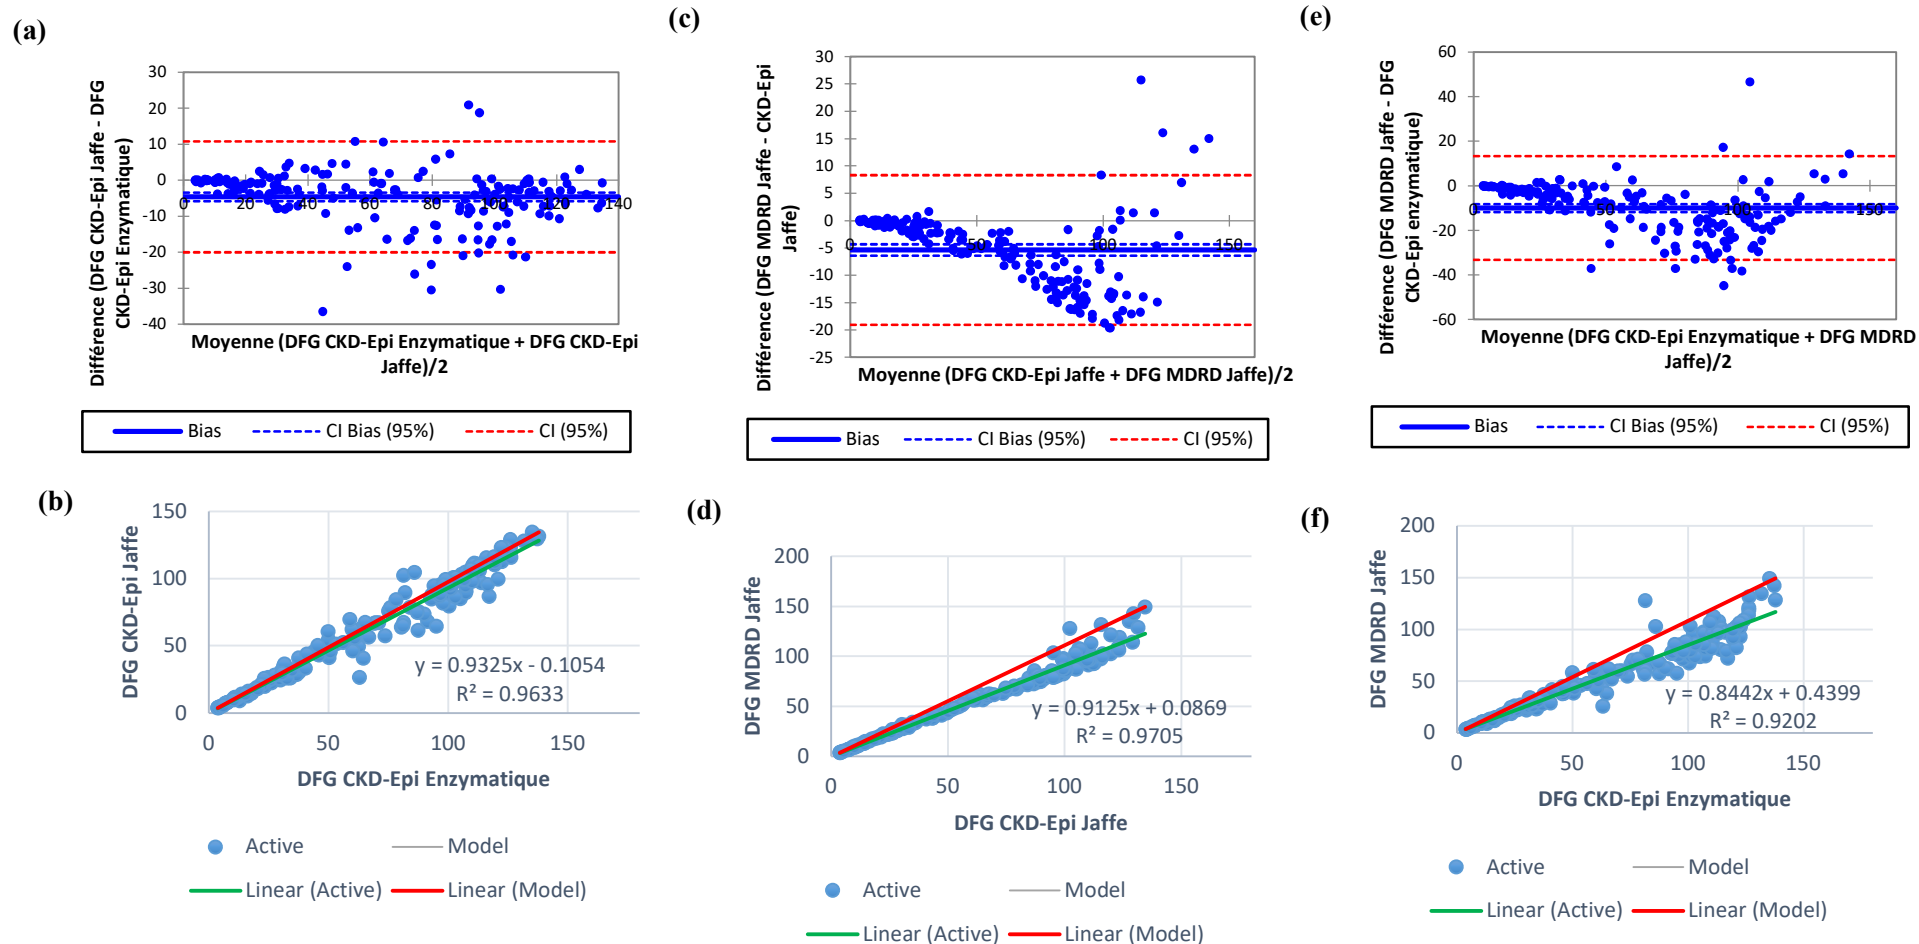 (a)
Différence (DFG CKD-Epi Jaffe - DFG
CKD-Epi Enzymatique)
30
20
10
0
-10
-20
-30
-40
0
20
40
60
80
100
120
140
Moyenne (DFG CKD-Epi Enzymatique + DFG CKD-Epi
Jaffe)/2
Bias
CI Bias (95%)
CI (95%)
(c)
Différence (DFG MDRD Jaffe - CKD-Epi
Jaffe)
30
25
20
15
10
5
0
-5
-10
-15
-20
-25
0
50
100
150
Moyenne (DFG CKD-Epi Jaffe + DFG MDRD Jaffe)/2
Bias
CI Bias (95%)
CI (95%)
(e)
Différence (DFG MDRD Jaffe - DFG
CKD-Epi enzymatique)
60
40
20
0
-20
-40
-60
0
50
100
150
Moyenne (DFG CKD-Epi Enzymatique + DFG MDRD
Jaffe)/2
Bias
CI Bias (95%)
CI (95%)
(b)
DFG CKD-Epi Jaffe
150
100
50
0
y = 0.9325x - 0.1054
R² = 0.9633
0
50
100
150
DFG CKD-Epi Enzymatique
Active
Model
Linear (Active)
Linear (Model)
(d)
DFG MDRD Jaffe
200
150
100
50
0
y = 0.9125x + 0.0869
R² = 0.9705
0
50
100
150
DFG CKD-Epi Jaffe
Active
Model
Linear (Active)
Linear (Model)
(f)
DFG MDRD Jaffe
200
150
100
50
0
y = 0.8442x + 0.4399
R² = 0.9202
0
50
100
150
DFG CKD-Epi Enzymatique
Active
Model
Linear (Active)
Linear (Model)